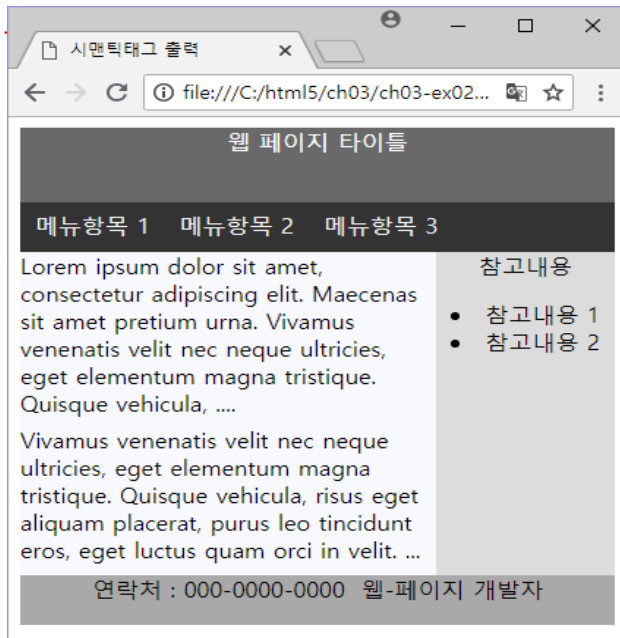 시맨틱태그 출력
file:///C:/html5/ch03/ch03-ex02...
웹 페이지 타이틀
메뉴항목 1 메뉴항목 2 메뉴항목 3
Lorem ipsum dolor sit amet,
consectetur adipiscing elit. Maecenas
sit amet pretium urna. Vivamus
venenatis velit nec neque ultricies,
eget elementum magna tristique.
Quisque vehicula, ....
Vivamus venenatis velit nec neque
ultricies, eget elementum magna
tristique. Quisque vehicula, risus eget
aliquam placerat, purus leo tincidunt
eros, eget luctus quam orci in velit. ...
참고내용
참고내용 1
참고내용 2
연락처 : 000-0000-0000 웹-페이지 개발자